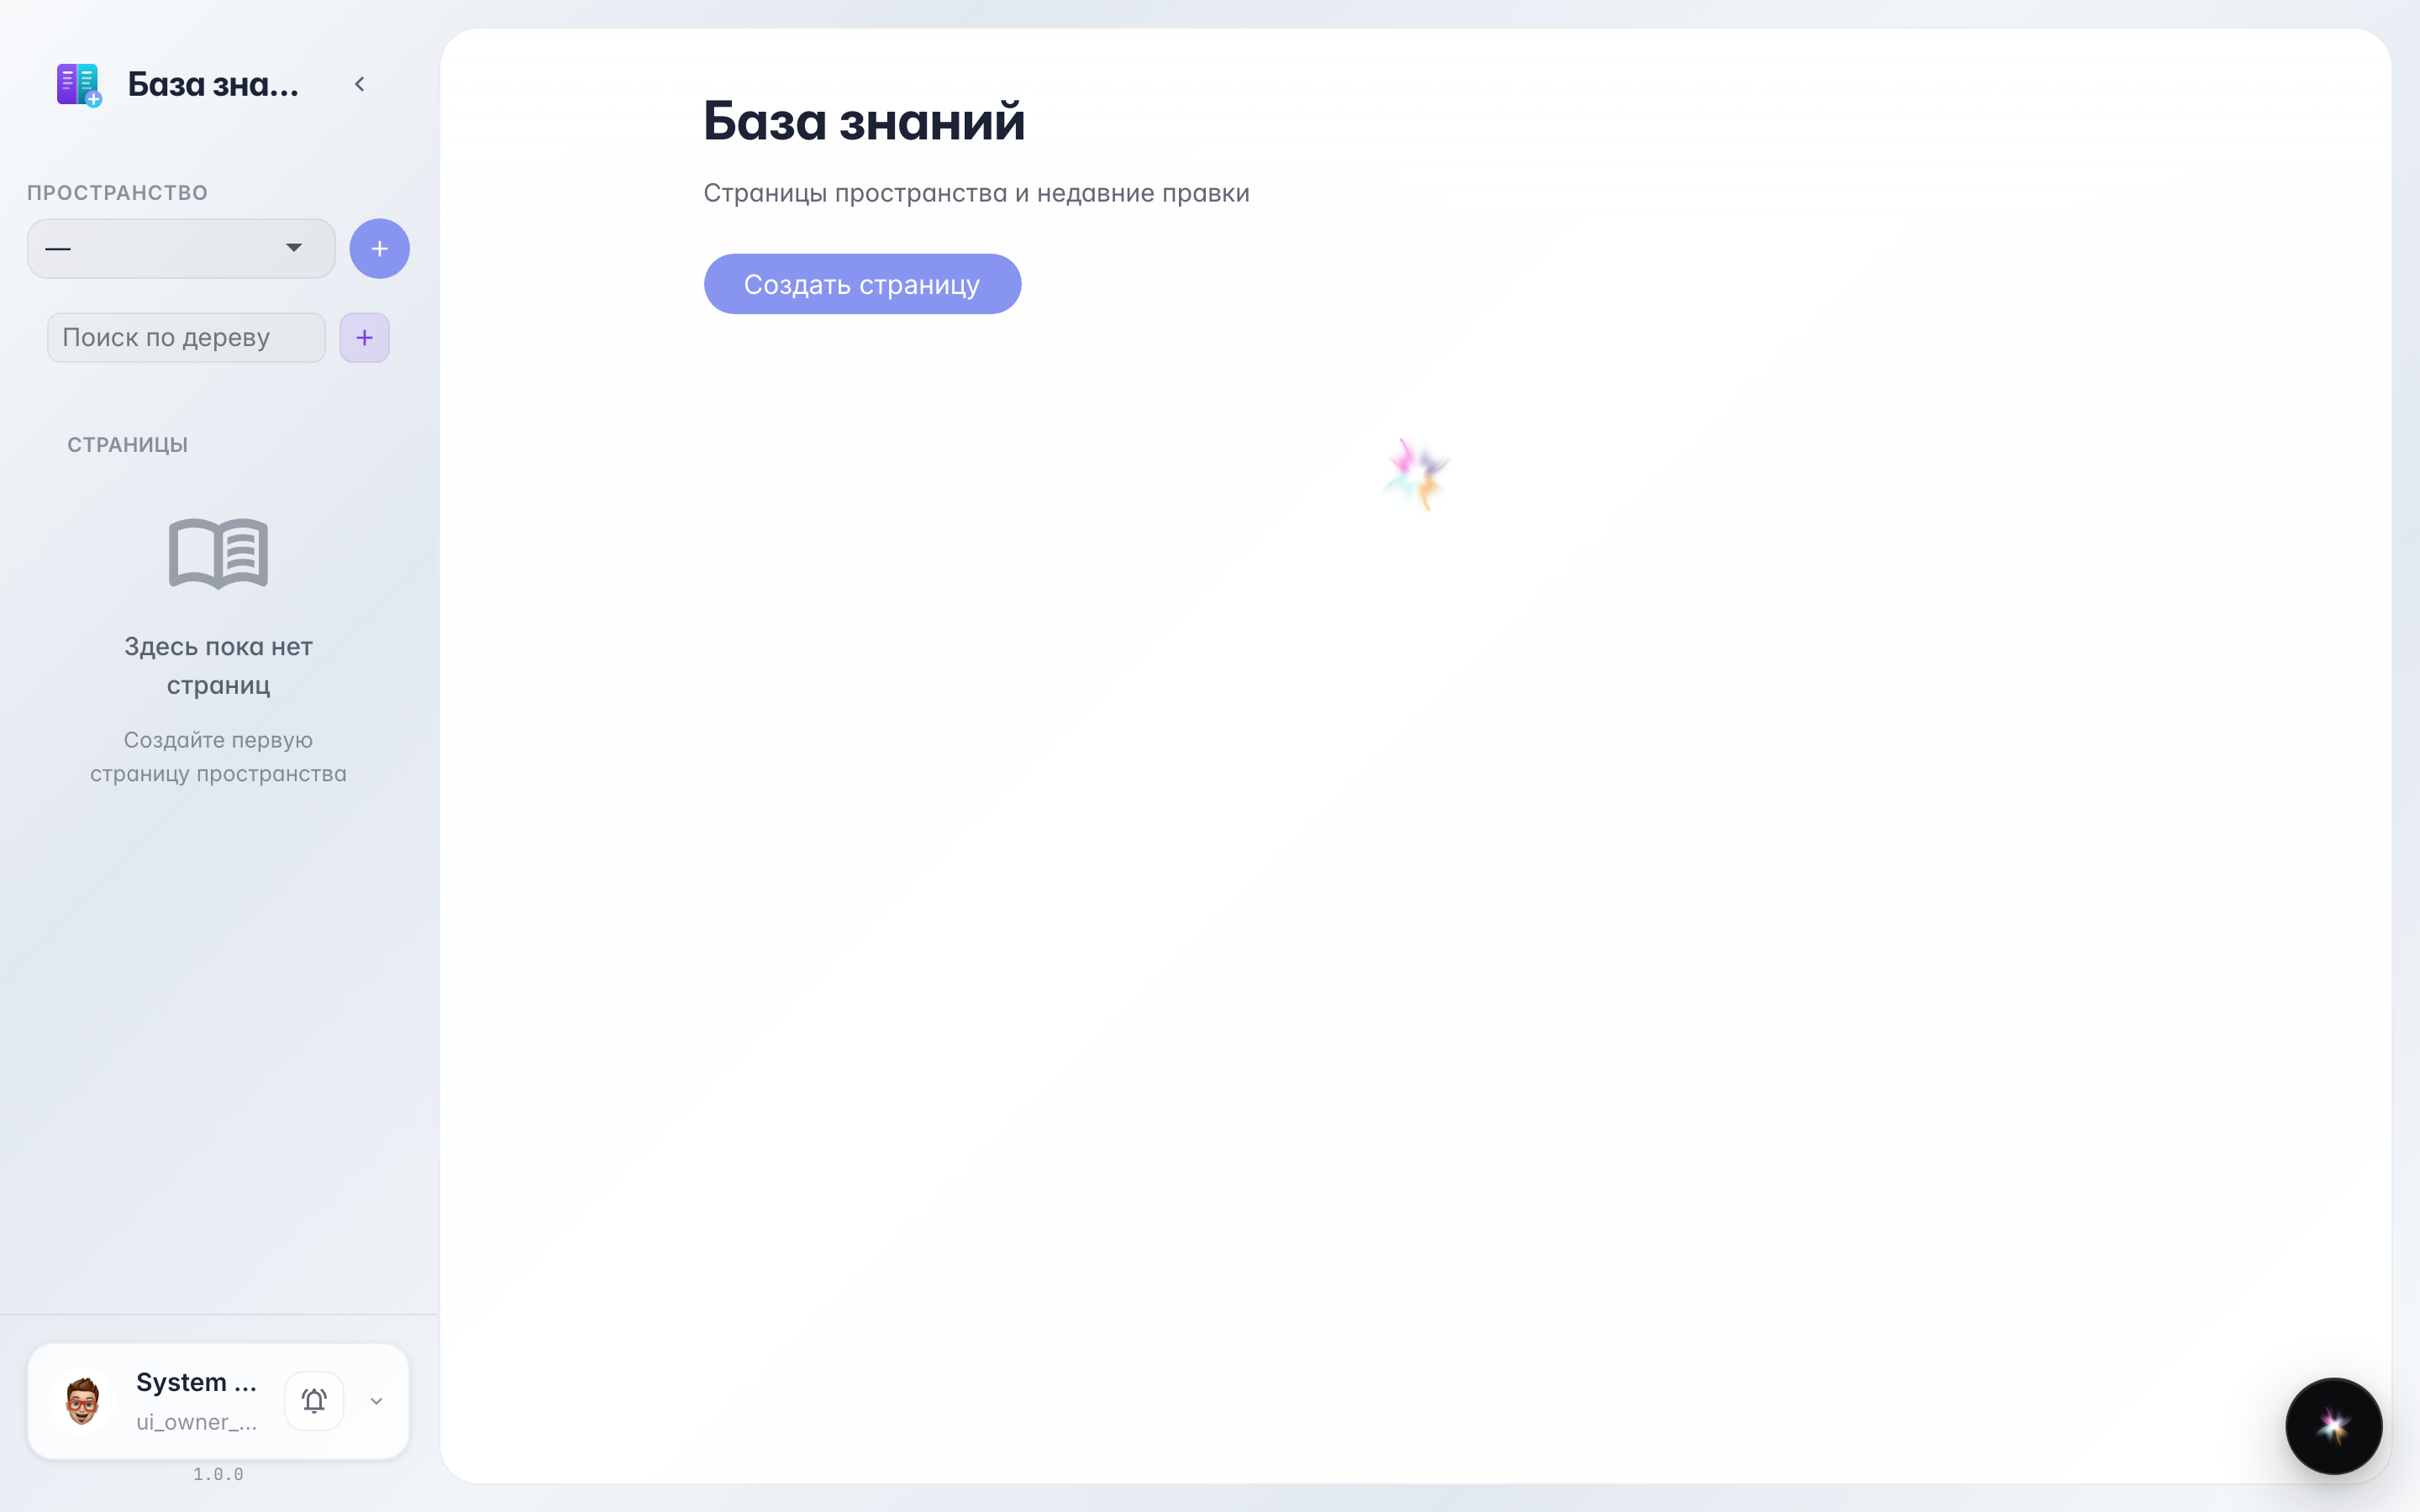 База зна...
ПРОСТРАНСТВО
—
Поиск по дереву
СТРАНИЦЫ
Здесь пока нет
страниц
Создайте первую
страницу пространства
System ...
ui_owner_...
1.0.0
База знаний
Страницы пространства и недавние правки
Создать страницу